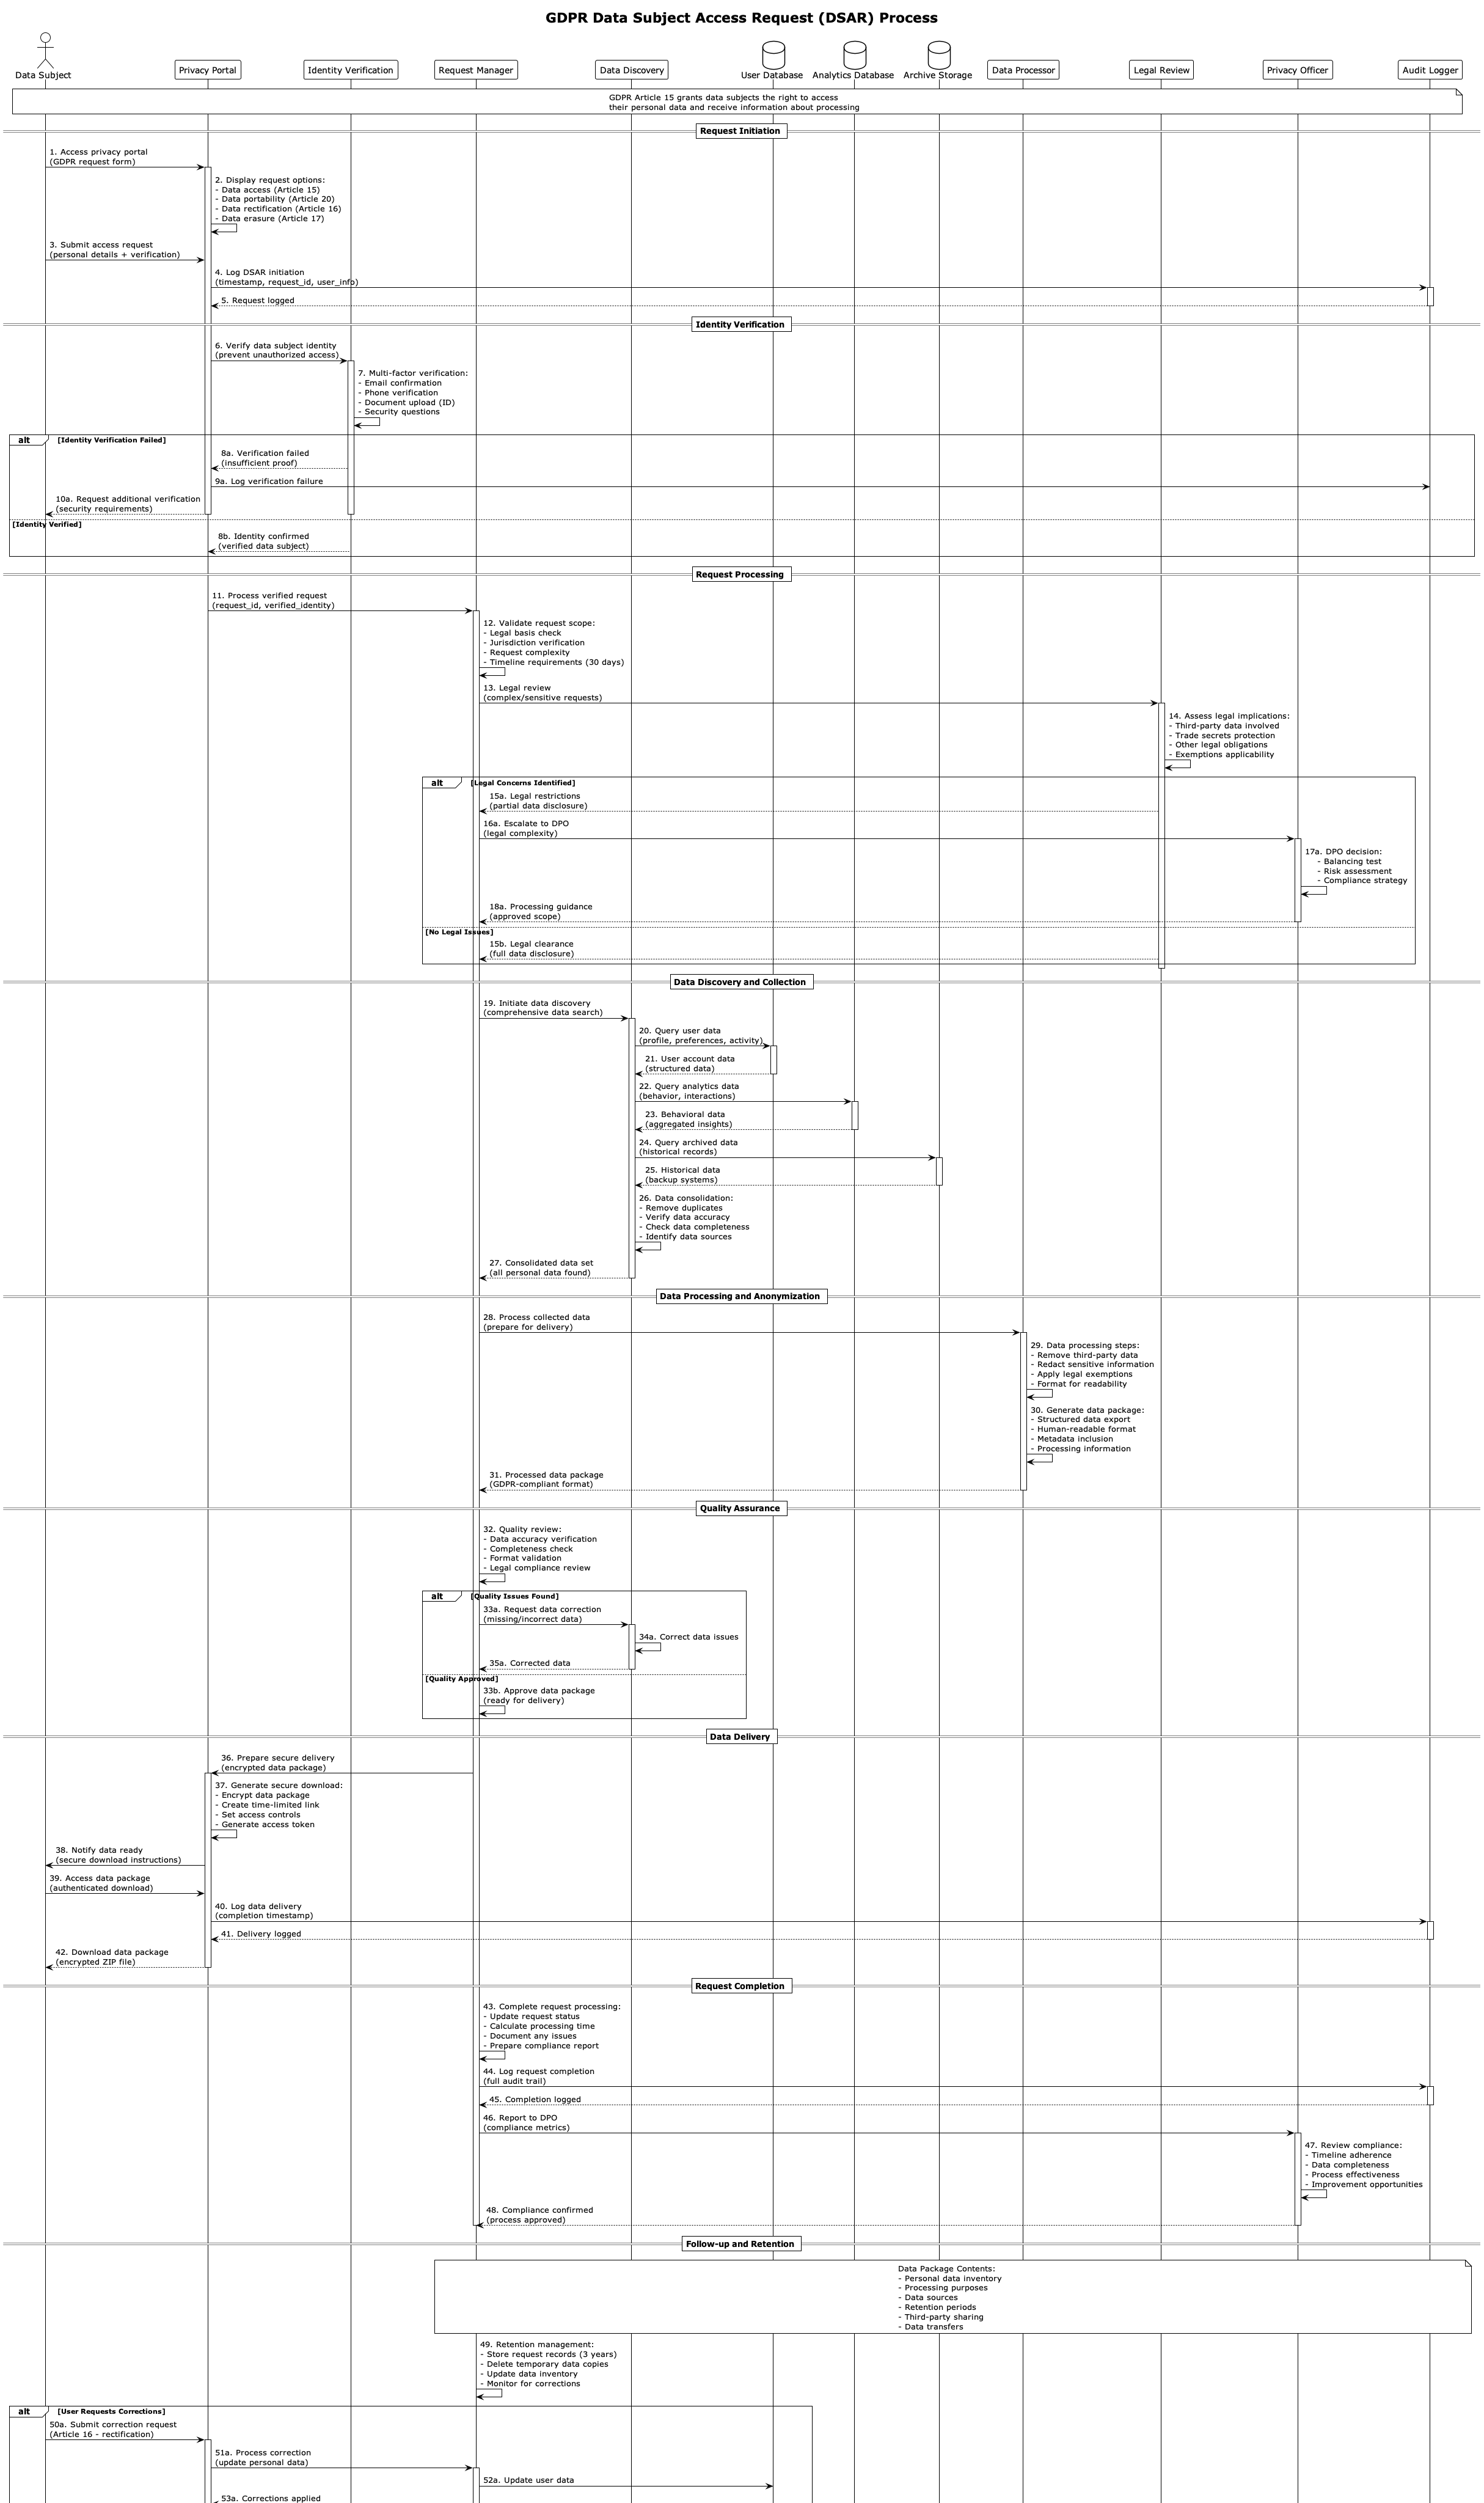 GDPR Data Subject Access Request (DSAR) Process
Data Subject
Privacy Portal
Identity Verification
Request Manager
Data Discovery
User Database
Analytics Database
Archive Storage
Data Processor
Legal Review
Privacy Officer
Audit Logger
GDPR Article 15 grants data subjects the right to access
their personal data and receive information about processing
Request Initiation
1. Access privacy portal
(GDPR request form)
2. Display request options:
- Data access (Article 15)
- Data portability (Article 20)
- Data rectification (Article 16)
- Data erasure (Article 17)
3. Submit access request
(personal details + verification)
4. Log DSAR initiation
(timestamp, request_id, user_info)
5. Request logged
Identity Verification
6. Verify data subject identity
(prevent unauthorized access)
7. Multi-factor verification:
- Email confirmation
- Phone verification
- Document upload (ID)
- Security questions
alt
[Identity Verification Failed]
8a. Verification failed
(insufficient proof)
9a. Log verification failure
10a. Request additional verification
(security requirements)
[Identity Verified]
8b. Identity confirmed
(verified data subject)
Request Processing
11. Process verified request
(request_id, verified_identity)
12. Validate request scope:
- Legal basis check
- Jurisdiction verification
- Request complexity
- Timeline requirements (30 days)
13. Legal review
(complex/sensitive requests)
14. Assess legal implications:
- Third-party data involved
- Trade secrets protection
- Other legal obligations
- Exemptions applicability
alt
[Legal Concerns Identified]
15a. Legal restrictions
(partial data disclosure)
16a. Escalate to DPO
(legal complexity)
17a. DPO decision:
- Balancing test
- Risk assessment
- Compliance strategy
18a. Processing guidance
(approved scope)
[No Legal Issues]
15b. Legal clearance
(full data disclosure)
Data Discovery and Collection
19. Initiate data discovery
(comprehensive data search)
20. Query user data
(profile, preferences, activity)
21. User account data
(structured data)
22. Query analytics data
(behavior, interactions)
23. Behavioral data
(aggregated insights)
24. Query archived data
(historical records)
25. Historical data
(backup systems)
26. Data consolidation:
- Remove duplicates
- Verify data accuracy
- Check data completeness
- Identify data sources
27. Consolidated data set
(all personal data found)
Data Processing and Anonymization
28. Process collected data
(prepare for delivery)
29. Data processing steps:
- Remove third-party data
- Redact sensitive information
- Apply legal exemptions
- Format for readability
30. Generate data package:
- Structured data export
- Human-readable format
- Metadata inclusion
- Processing information
31. Processed data package
(GDPR-compliant format)
Quality Assurance
32. Quality review:
- Data accuracy verification
- Completeness check
- Format validation
- Legal compliance review
alt
[Quality Issues Found]
33a. Request data correction
(missing/incorrect data)
34a. Correct data issues
35a. Corrected data
[Quality Approved]
33b. Approve data package
(ready for delivery)
Data Delivery
36. Prepare secure delivery
(encrypted data package)
37. Generate secure download:
- Encrypt data package
- Create time-limited link
- Set access controls
- Generate access token
38. Notify data ready
(secure download instructions)
39. Access data package
(authenticated download)
40. Log data delivery
(completion timestamp)
41. Delivery logged
42. Download data package
(encrypted ZIP file)
Request Completion
43. Complete request processing:
- Update request status
- Calculate processing time
- Document any issues
- Prepare compliance report
44. Log request completion
(full audit trail)
45. Completion logged
46. Report to DPO
(compliance metrics)
47. Review compliance:
- Timeline adherence
- Data completeness
- Process effectiveness
- Improvement opportunities
48. Compliance confirmed
(process approved)
Follow-up and Retention
Data Package Contents:
- Personal data inventory
- Processing purposes
- Data sources
- Retention periods
- Third-party sharing
- Data transfers
49. Retention management:
- Store request records (3 years)
- Delete temporary data copies
- Update data inventory
- Monitor for corrections
alt
[User Requests Corrections]
50a. Submit correction request
(Article 16 - rectification)
51a. Process correction
(update personal data)
52a. Update user data
53a. Corrections applied